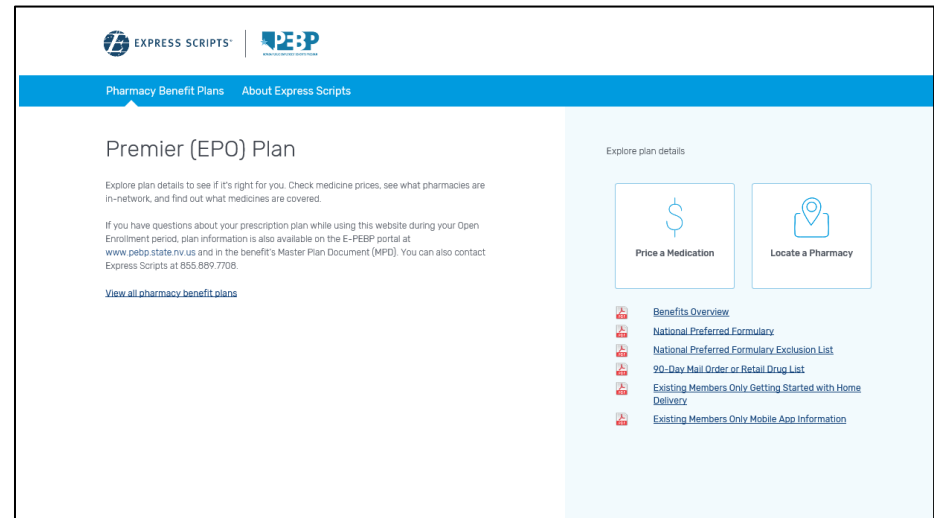 EXPRESS SCRIPTS®
PEBP
Pharmacy Benefit Plans About Express Scripts
Premier (EPO) Plan
Explore plan details to see if it's right for you. Check medicine prices, see what pharmacies are
in-network, and find out what medicines are covered.
If you have questions about your prescription plan while using this website during your Open
Enrollment period, plan information is also available on the E-PEBP portal at
www.pebp.state.nv.us and in the benefit's Master Plan Document (MPD). You can also contact
Express Scripts at 855.889.7708.
View all pharmacy benefit plans
Explore plan details
Price a Medication
Locate a Pharmacy
Benefits Overview
National Preferred Formulary
National Preferred Formulary Exclusion List
90-Day Mail Order or Retail Drug List
Existing Members Only Getting Started with Home
Delivery
Existing Members Only Mobile App Information